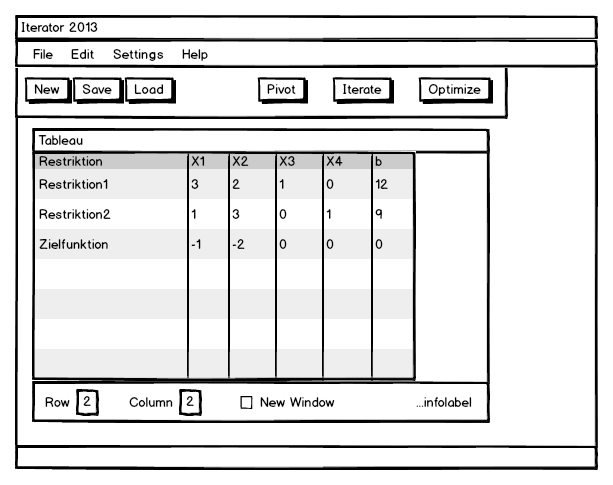 Iterator 2013
File Edit Settings Help
New Save Load Pivot Iterate Optimize
Tableau
Restriktion X1 X2 X3 X4 b
Restriktion1 3 2 1 0 12
Restriktion2 1 3 0 1 9
Zielfunktion -1 -2 0 0 0
Row 2 Column 2 New Window ...infolabel